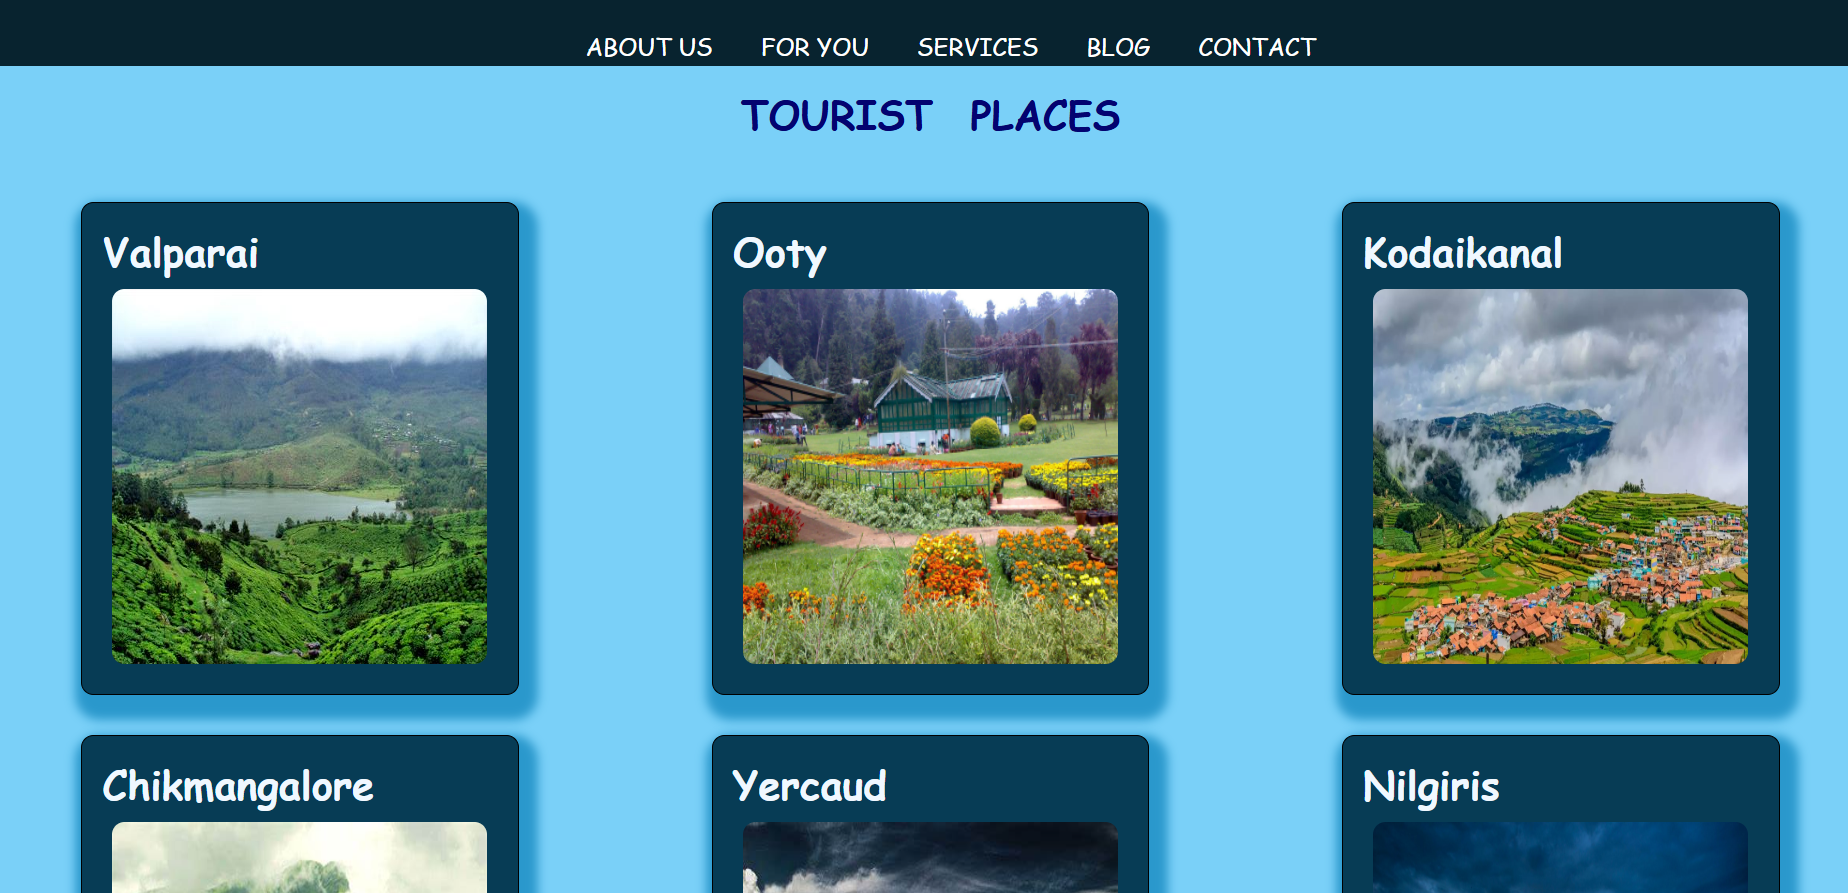 ABOUT US FOR YOU SERVICES BLOG CONTACT
TOURIST PLACES
Valparai Ooty Kodaikanal
Chikmangalore Yercaud Nilgiris